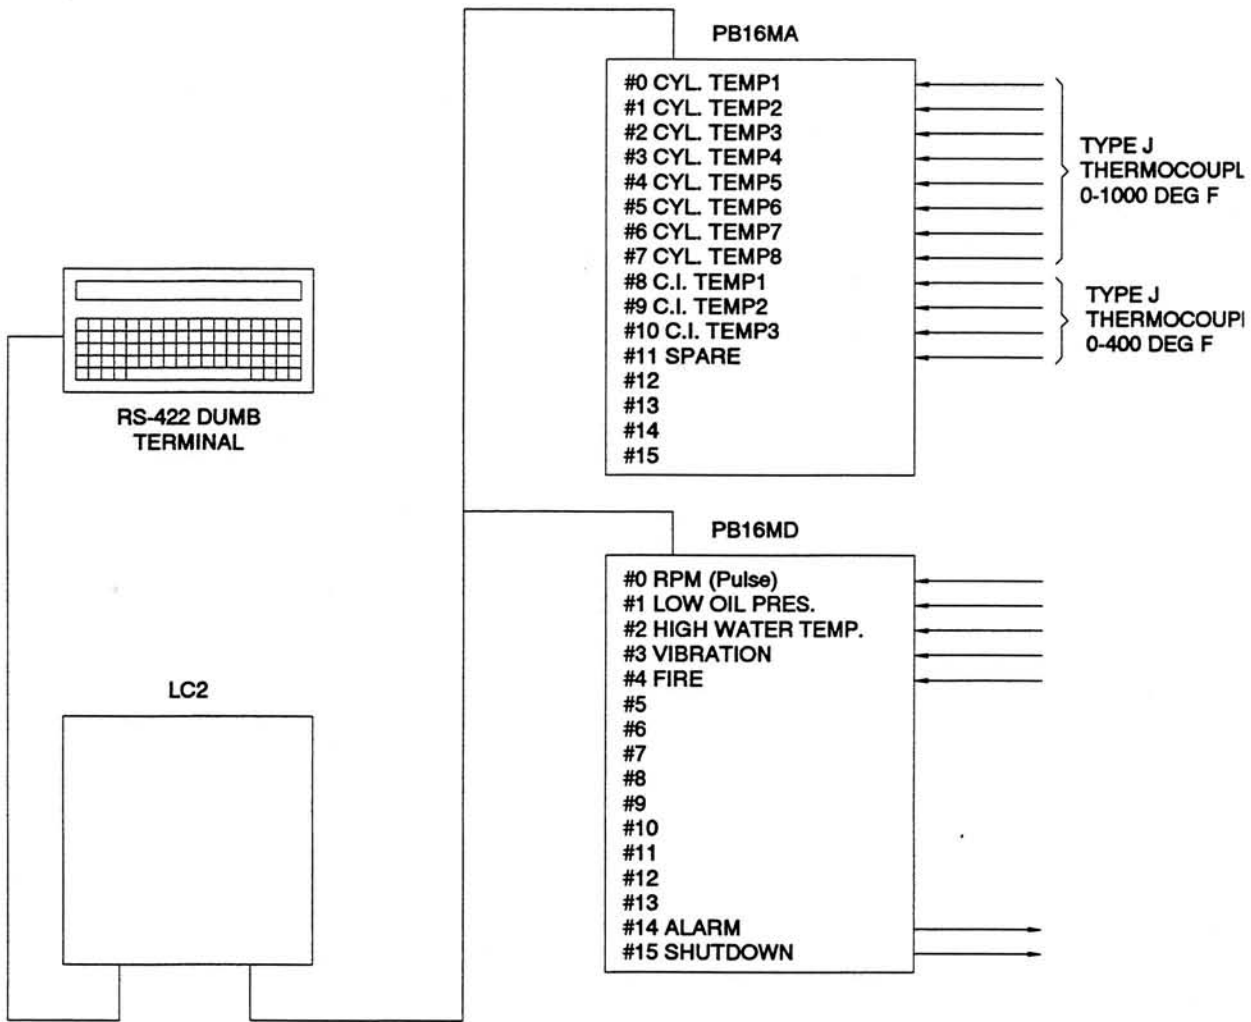 PB16MA
#0 CYL. TEMP1
#1 CYL. TEMP2
#2 CYL. TEMP3
#3 CYL. TEMP4
#4 CYL. TEMP5
#5 CYL. TEMP6
#6 CYL. TEMP7
#7 CYL. TEMP8
#8 C.I. TEMP1
#9 C.I. TEMP2
#10 C.I. TEMP3
#11 SPARE
#12
#13
#14
#15
TYPE J
THERMOCOUPL
0-1000 DEG F
TYPE J
THERMOCOUPI
0-400 DEG F
RS-422 DUMB
TERMINAL
PB16MD
#0 RPM (Pulse)
#1 LOW OIL PRES.
#2 HIGH WATER TEMP.
#3 VIBRATION
#4 FIRE
#5
#6
#7
#8
#9
#10
#11
#12
#13
#14 ALARM
#15 SHUTDOWN
LC2